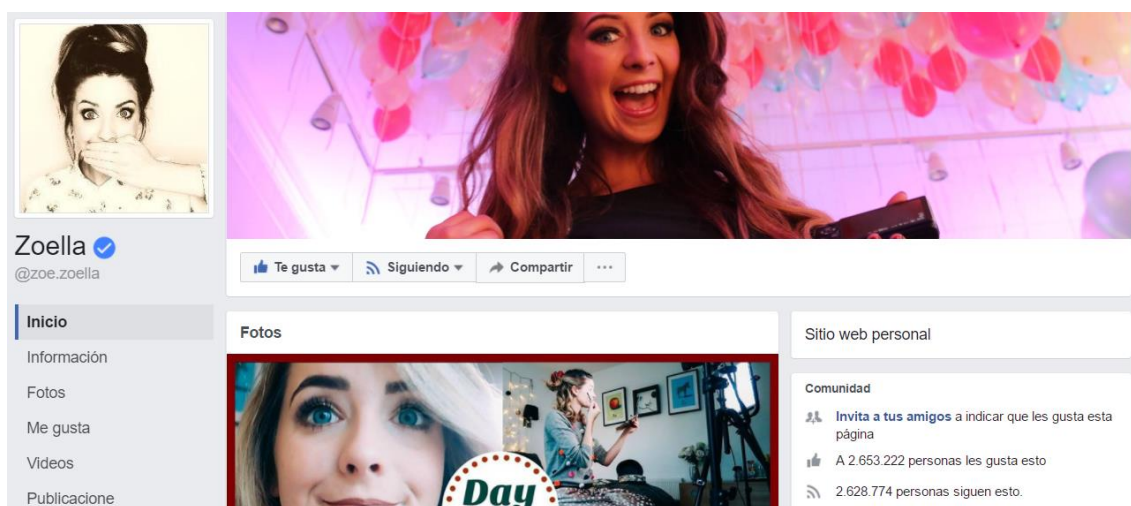 Zoella
@zoe.zoella
Inicio
Información
Fotos
Me gusta
Videos
Publicacione
Te gusta
Siguiendo
Compartir
Fotos
Day
Sitio web personal
Comunidad
Invita a tus amigos a indicar que les gusta esta
página
A 2.653.222 personas les gusta esto
2.628.774 personas siguen esto.